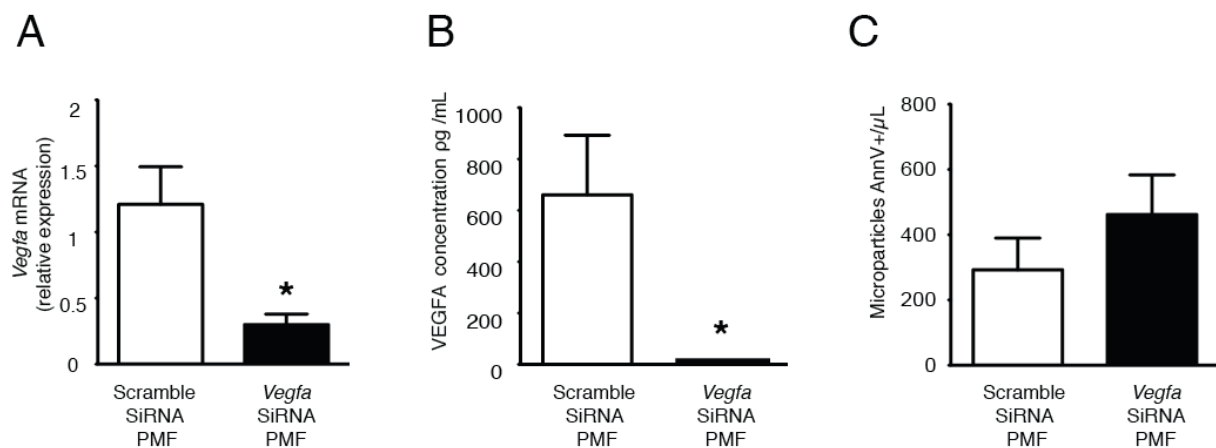 A
B
C
Vegfa mRNA
(relative expression)
2
1.5
1
0.5
0
*
Scramble
SiRNA
PMF
Vegfa
SiRNA
PMF
VEGFA concentration ρg /mL
1000
800
600
400
200
0
*
Scramble
SiRNA
PMF
Vegfa
SiRNA
PMF
Microparticles AnnV+/µL
800
600
400
200
0
Scramble
SiRNA
PMF
Vegfa
SiRNA
PMF